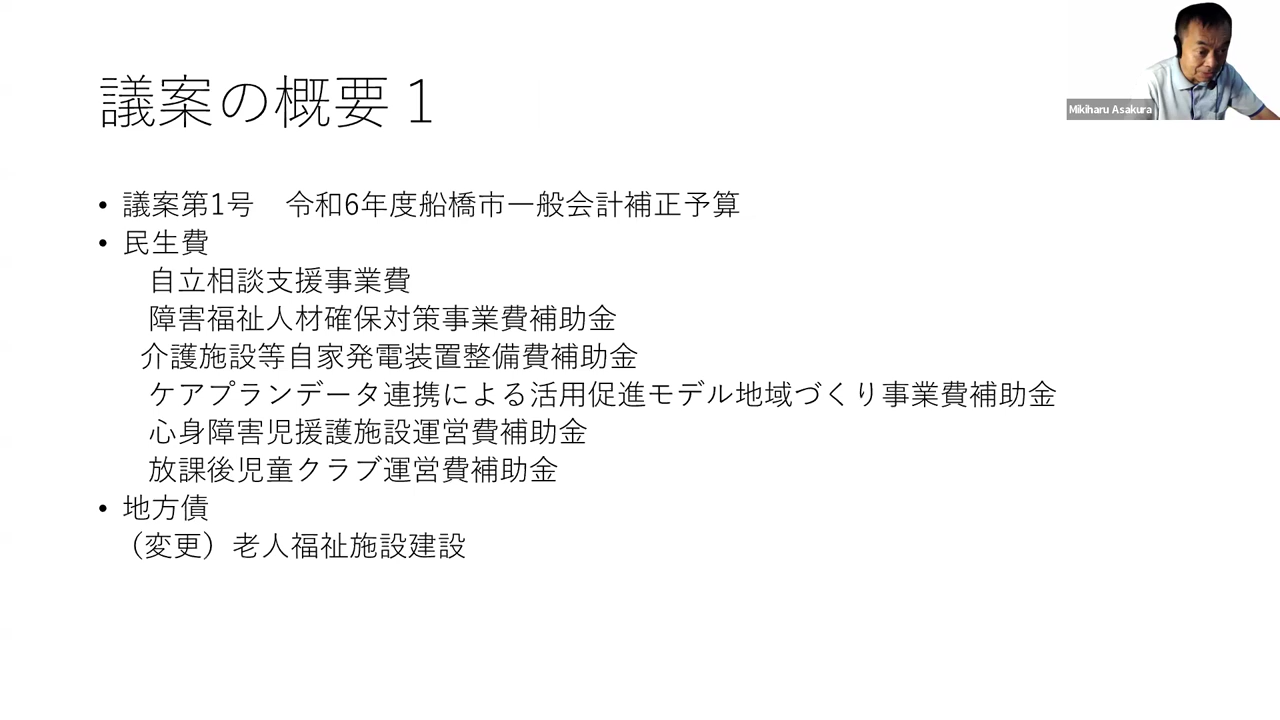 議案の概要１
Mikiharu Asakura
• 議案第1号　令和6年度船橋市一般会計補正予算
• 民生費
自立相談支援事業費
障害福祉人材確保対策事業費補助金
介護施設等自家発電装置整備費補助金
ケアプランデータ連携による活用促進モデル地域づくり事業費補助金
心身障害児援護施設運営費補助金
放課後児童クラブ運営費補助金
• 地方債
（変更）老人福祉施設建設